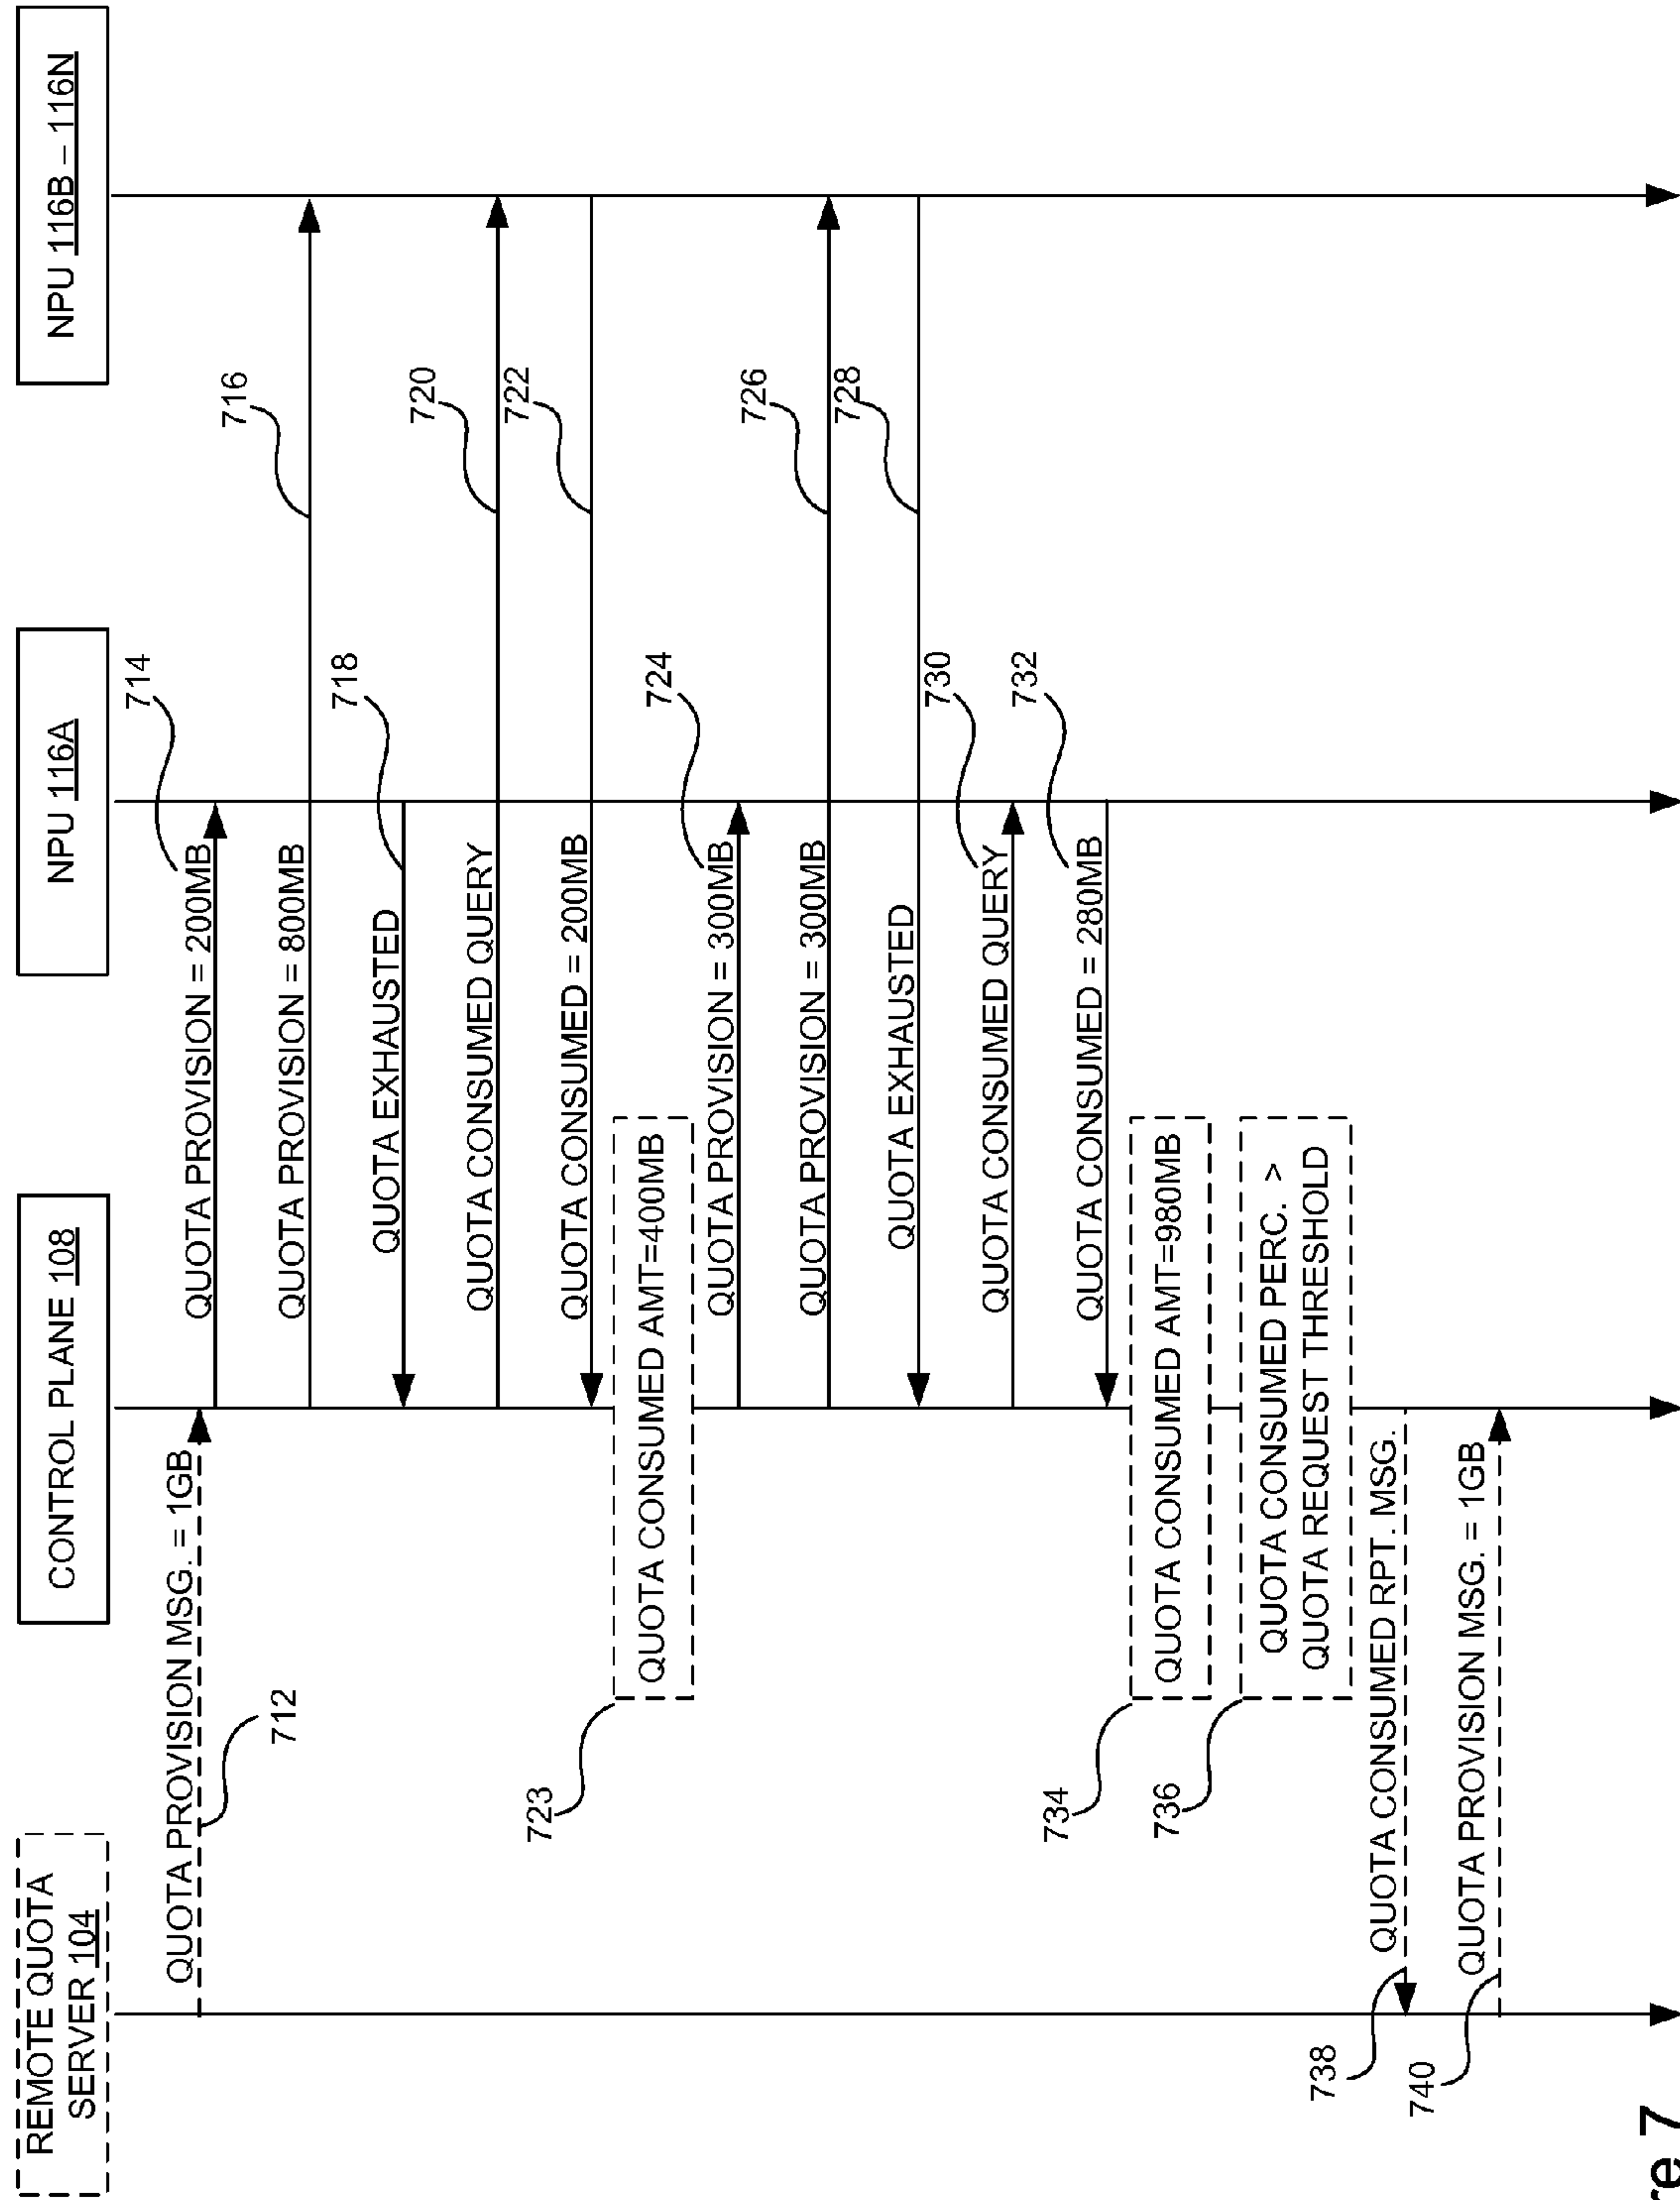 REMOTE QUOTA
SERVER 104
CONTROL PLANE 108
NPU 116A
NPU 116B – 116N
QUOTA PROVISION MSG. = 1GB
712
QUOTA PROVISION = 200MB
714
QUOTA PROVISION = 800MB
716
QUOTA EXHAUSTED
718
QUOTA CONSUMED QUERY
720
QUOTA CONSUMED = 200MB
722
QUOTA CONSUMED AMT=400MB
723
QUOTA PROVISION = 300MB
724
QUOTA PROVISION = 300MB
726
QUOTA EXHAUSTED
728
QUOTA CONSUMED QUERY
730
QUOTA CONSUMED = 280MB
732
QUOTA CONSUMED AMT=980MB
734
QUOTA CONSUMED PERC. >
QUOTA REQUEST THRESHOLD
736
QUOTA CONSUMED RPT. MSG.
738
QUOTA PROVISION MSG. = 1GB
740
re 7